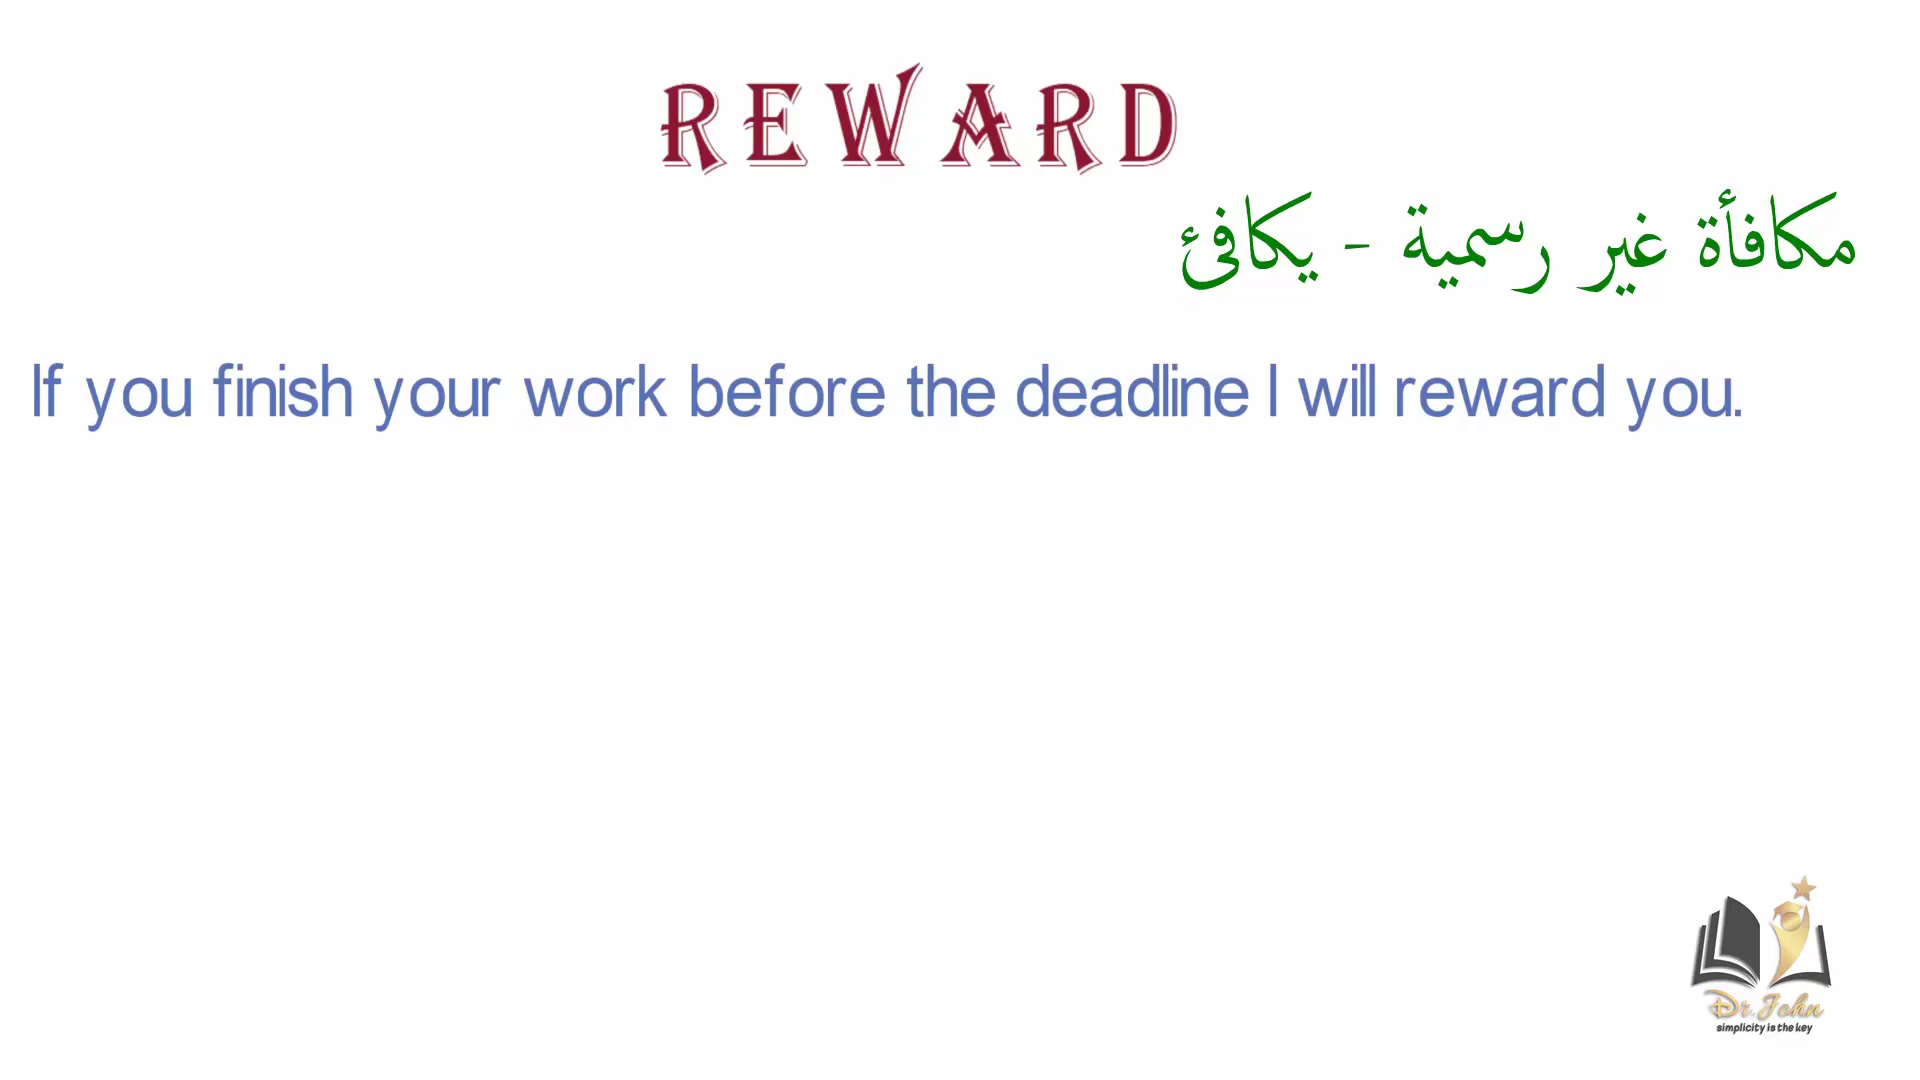 REWARD
مكافأة غير رسمية - يكافئ
If you finish your work before the deadline I will reward you.
Dr. John
simplicity is the key